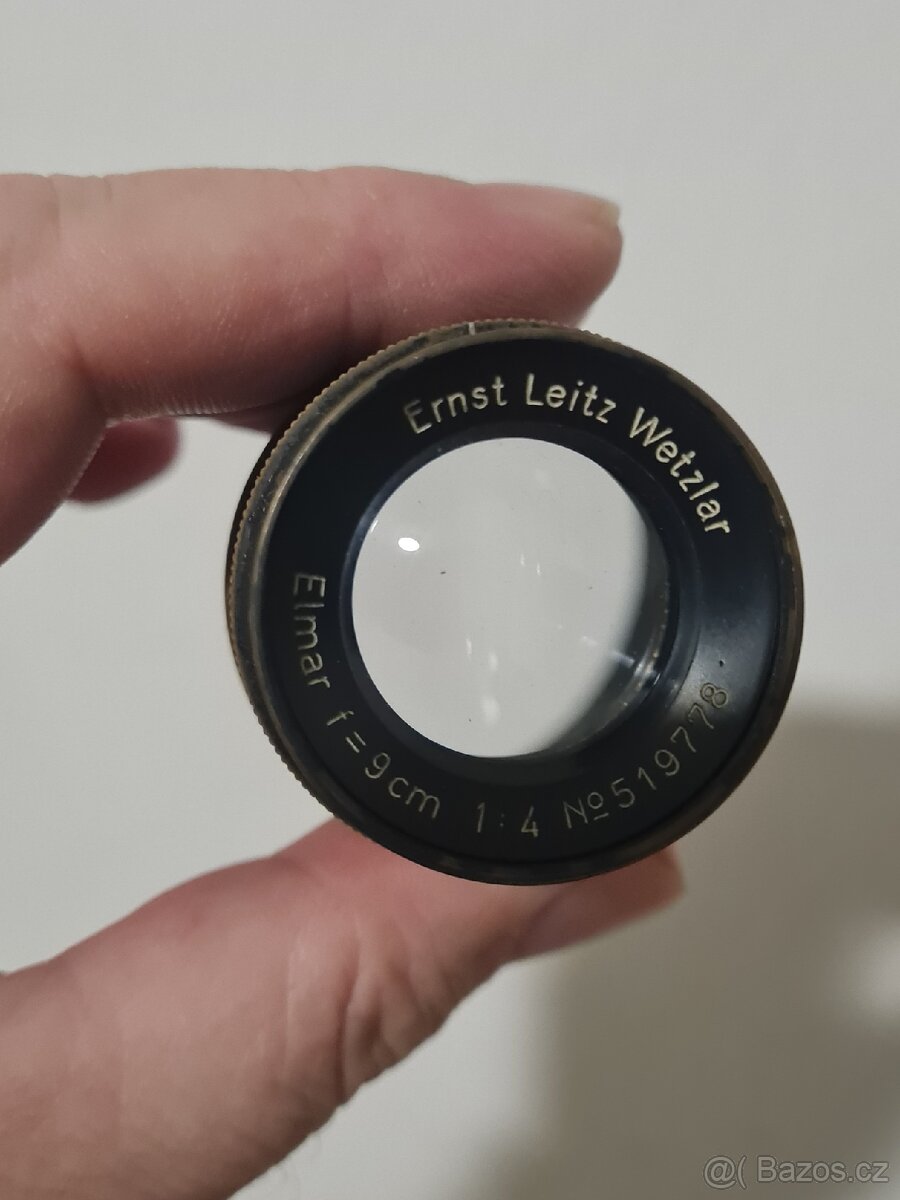 Ernst Leitz Wetzlar
Elmar f=9cm 1:4 №519778
@( Bazos.cz